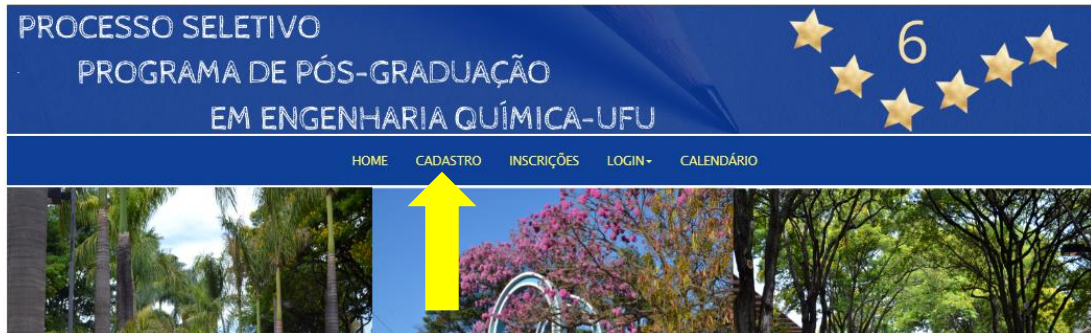 PROCESSO SELETIVO
PROGRAMA DE PÓS-GRADUAÇÃO
EM ENGENHARIA QUÍMICA-UFU
6
HOME CADASTRO INSCRIÇÕES LOGIN CALENDÁRIO